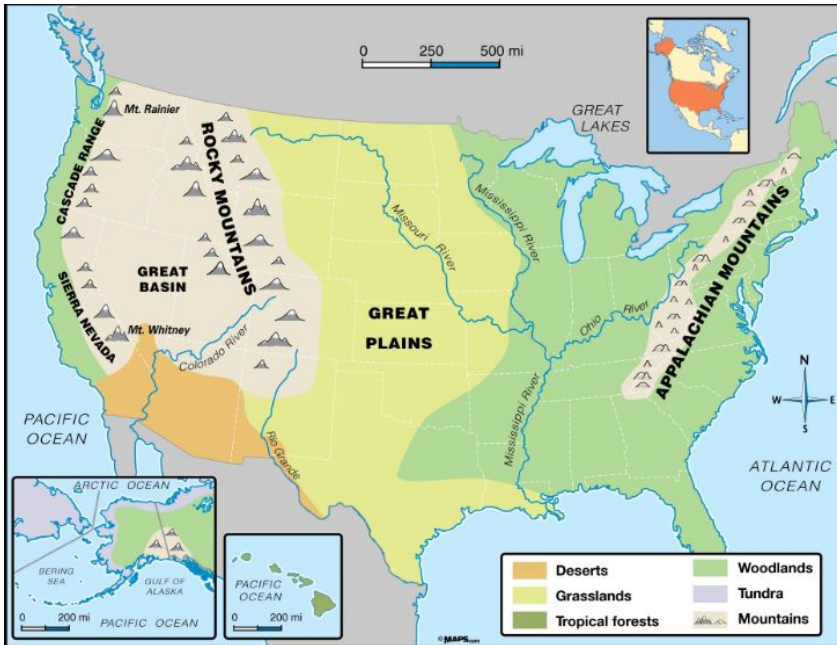 0 250 500 mi
GREAT
LAKES
Mt. Rainier
CASCADE RANGE
ROCKY MOUNTAINS
Missouri River
Mississippi River
APPALACHIAN MOUNTAINS
GREAT
BASIN
SIERRA NEVADA
Mt. Whitney
Colorado River
GREAT
PLAINS
Ohio River
Mississippi River
Rio Grande
N
W E
S
PACIFIC
OCEAN
ATLANTIC
OCEAN
ARCTIC OCEAN
BERING
SEA
GULF OF
ALASKA
0 200 mi
PACIFIC OCEAN
PACIFIC
OCEAN
0 200 mi
Deserts
Grasslands
Tropical forests
Woodlands
Tundra
Mountains
©MAPS.com